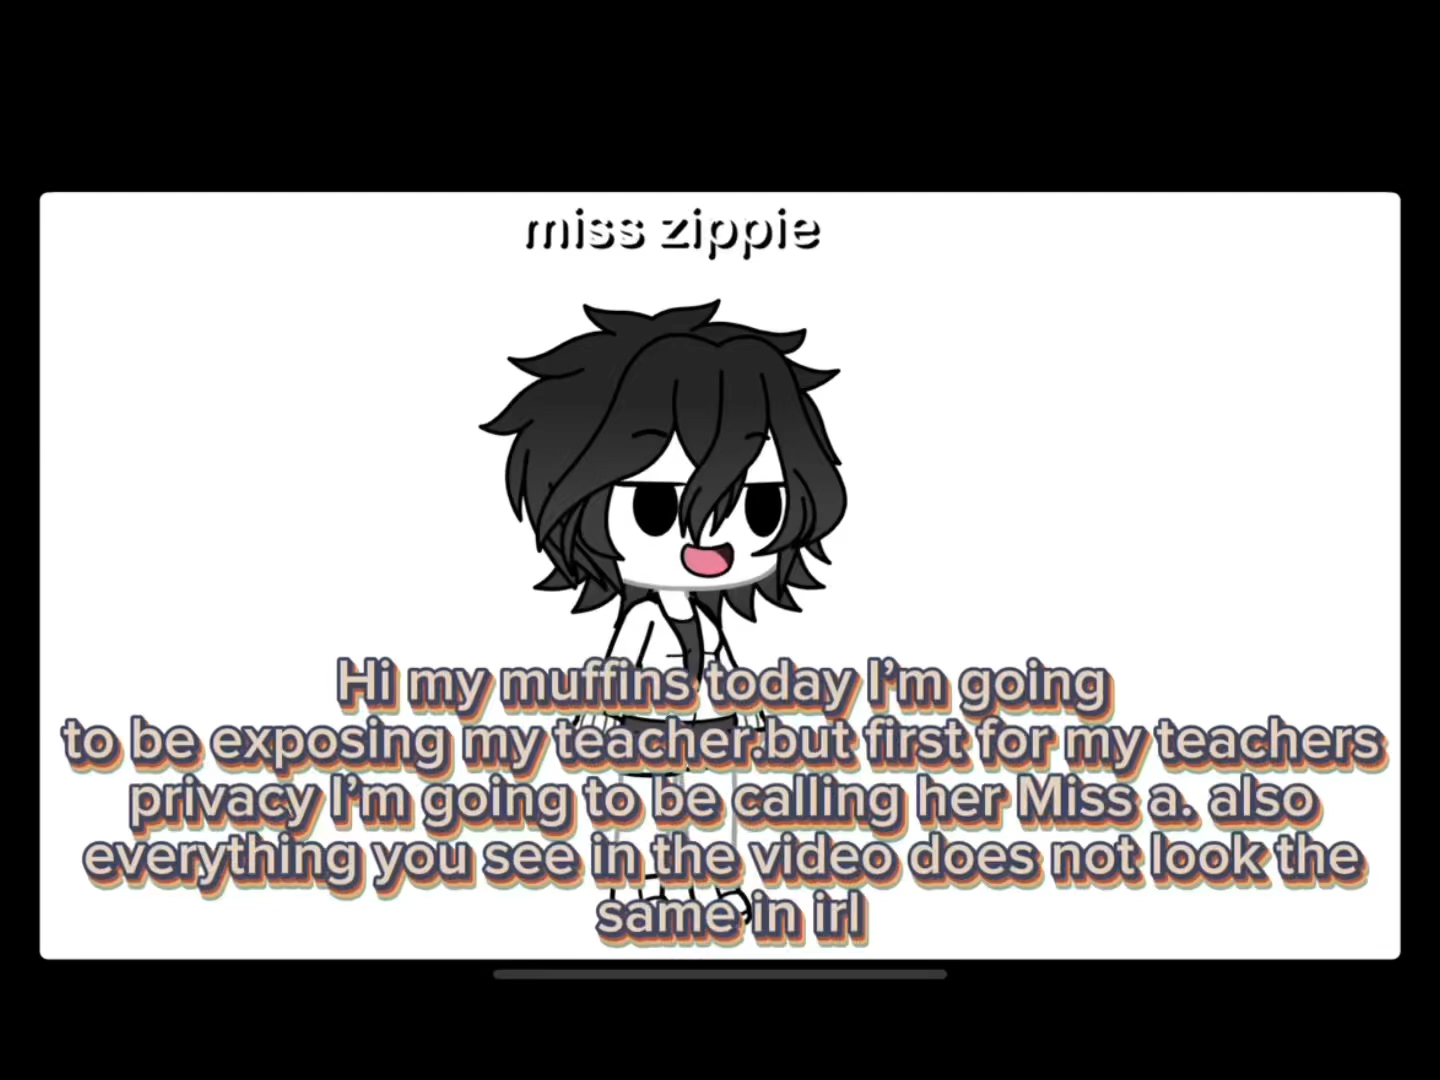 miss zippie
Hi my muffins today I'm going
to be exposing my teacher.but first for my teachers
privacy I'm going to be calling her Miss a. also
everything you see in the video does not look the
same in irl